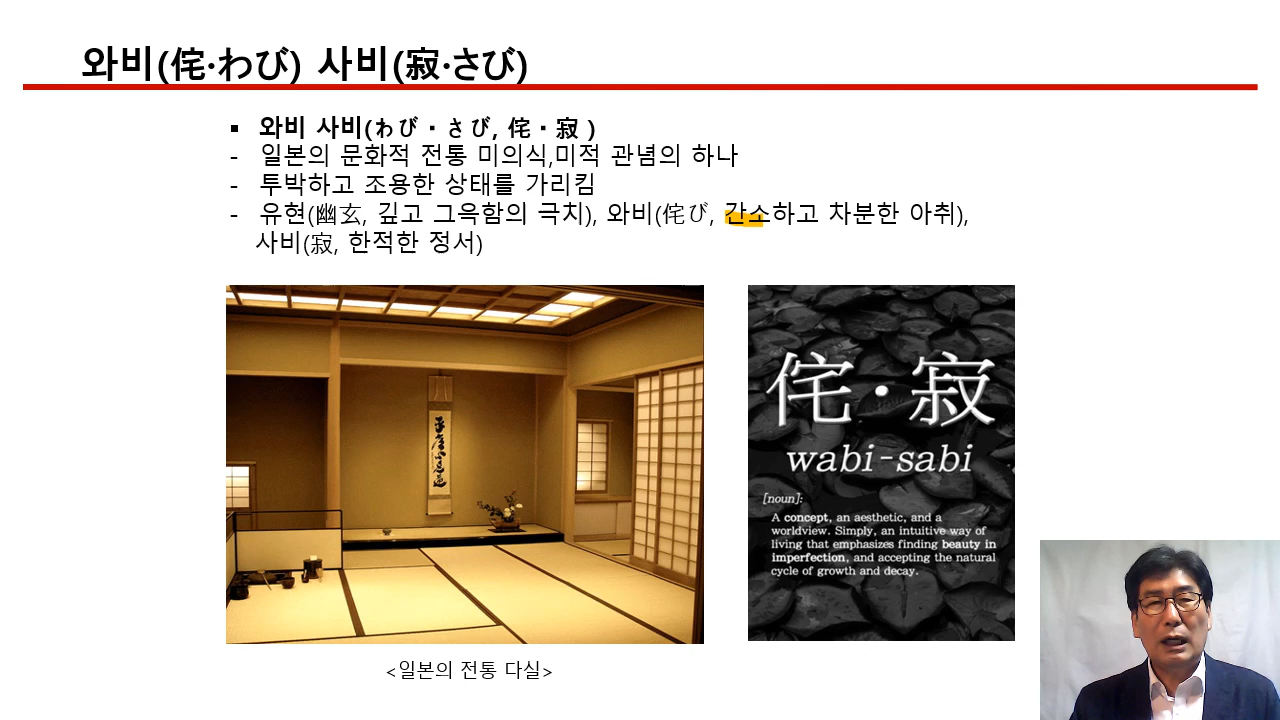 와비(侘·わび) 사비(寂·さび)
▪ 와비 사비(わび・さび, 侘・寂 )
- 일본의 문화적 전통 미의식,미적 관념의 하나
- 투박하고 조용한 상태를 가리킴
- 유현(幽玄, 깊고 그윽함의 극치), 와비(侘び, 간소하고 차분한 아취),
사비(寂, 한적한 정서)
侘・寂
wabi-sabi
[noun]:
A concept, an aesthetic, and a
worldview. Simply, an intuitive way of
living that emphasizes finding beauty in
imperfection, and accepting the natural
cycle of growth and decay.
<일본의 전통 다실>